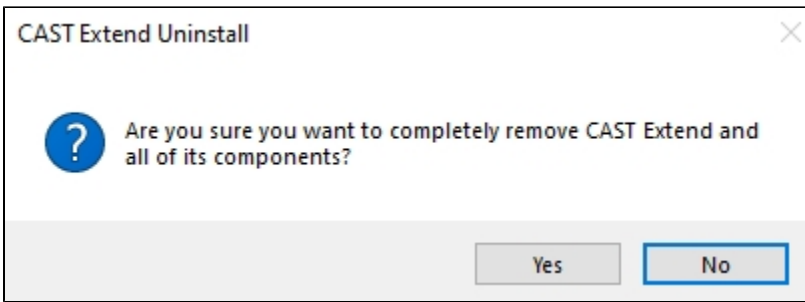 CAST Extend Uninstall
Are you sure you want to completely remove CAST Extend and
all of its components?
Yes
No